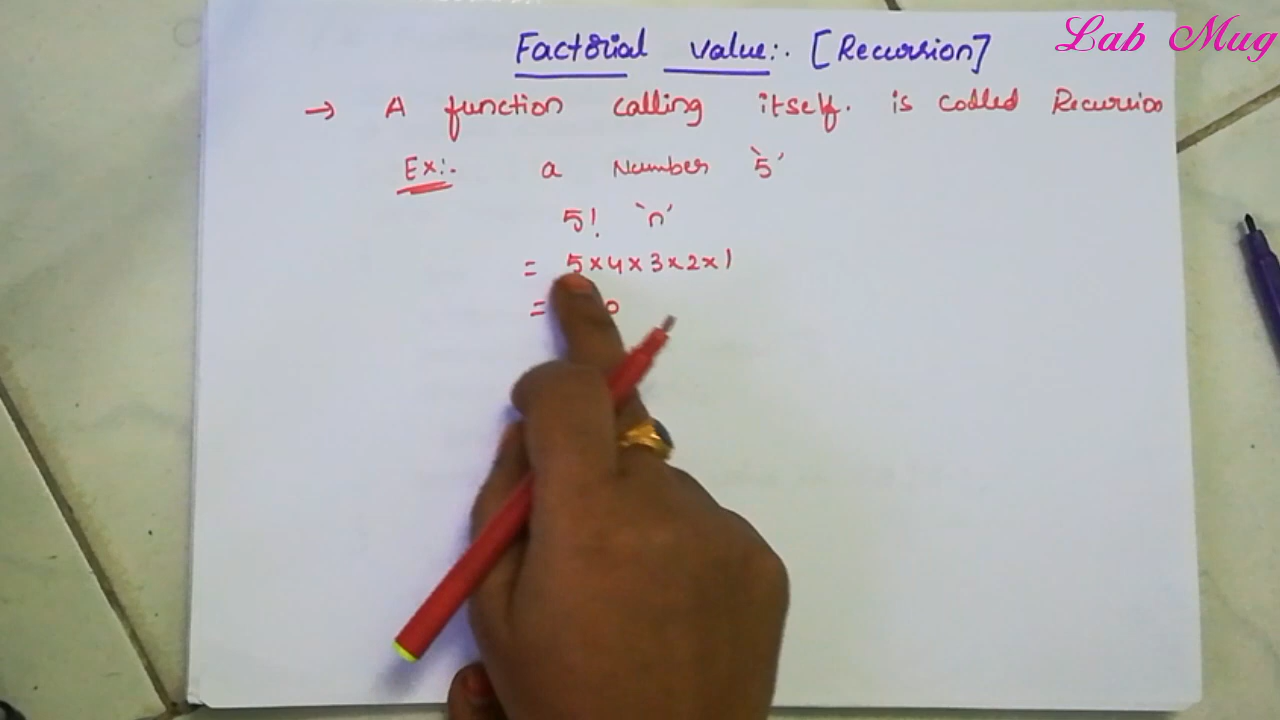 Factorial value:. [Recursion]
Lab Mug
→ A function calling itself. is called Recursion
Ex:. a Number `5'
5! `n'
= 5×4×3×2×1
=